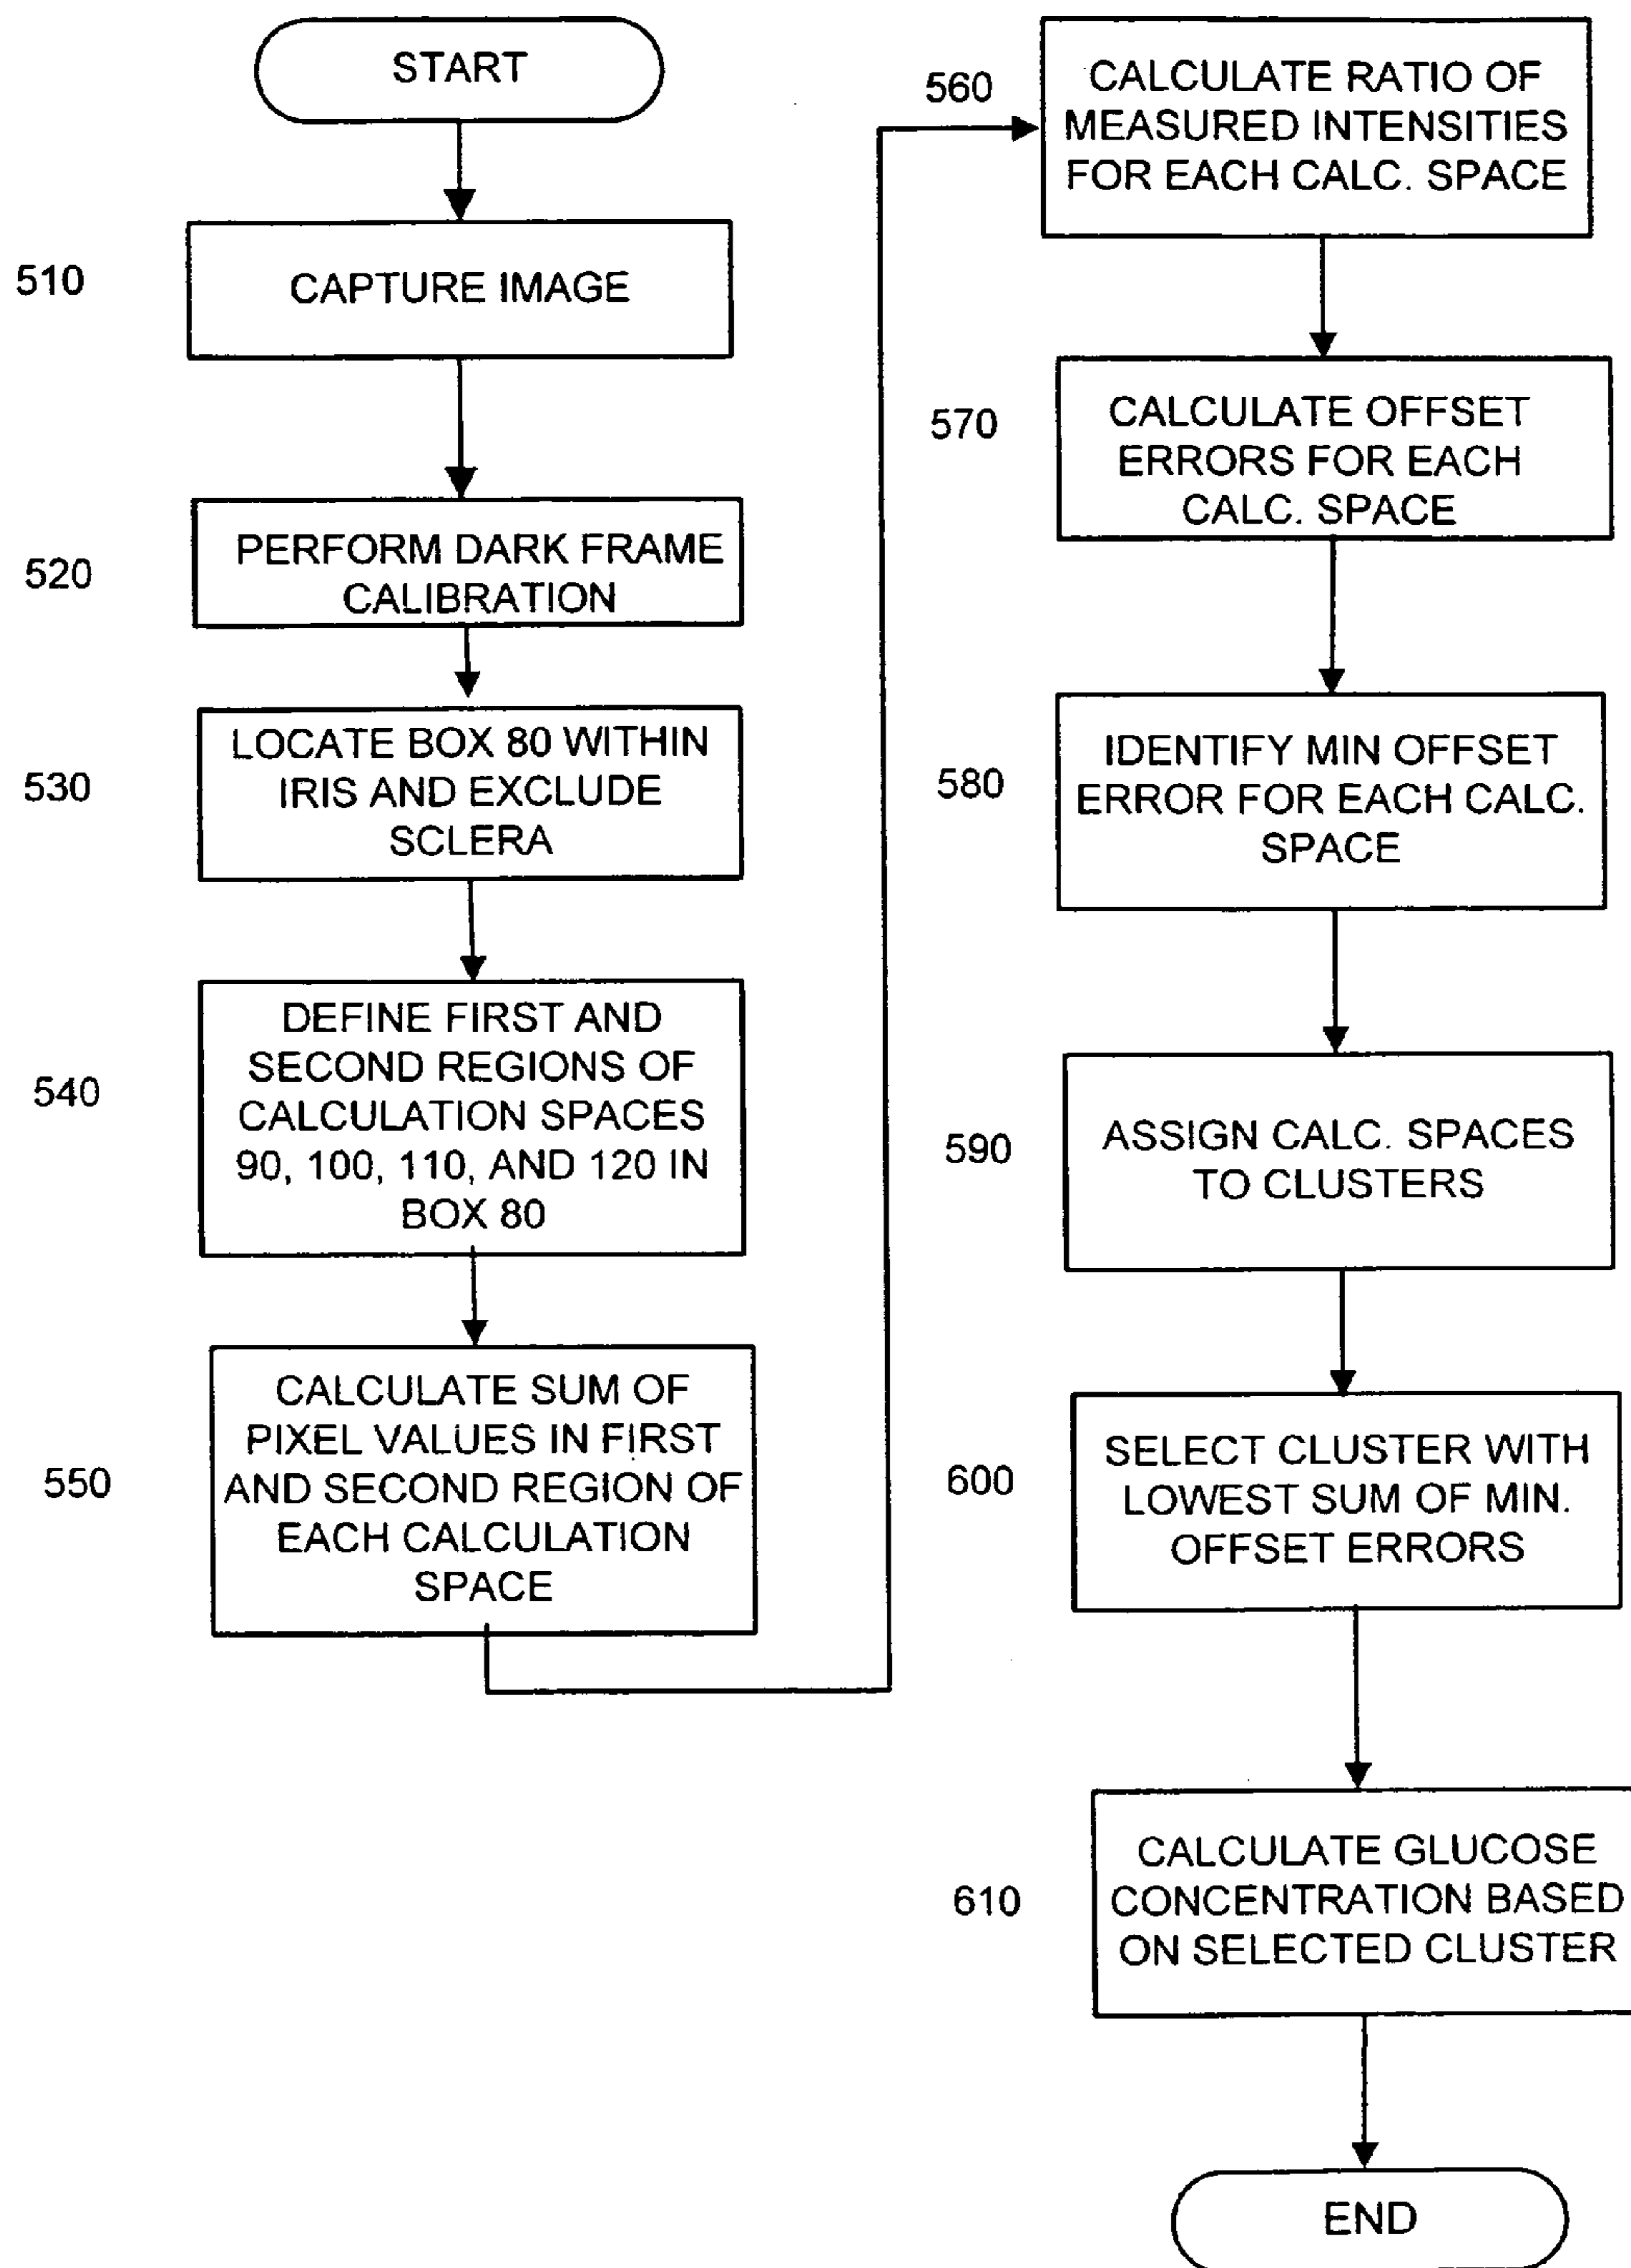 START
510
CAPTURE IMAGE
520
PERFORM DARK FRAME
CALIBRATION
530
LOCATE BOX 80 WITHIN
IRIS AND EXCLUDE
SCLERA
540
DEFINE FIRST AND
SECOND REGIONS OF
CALCULATION SPACES
90, 100, 110, AND 120 IN
BOX 80
550
CALCULATE SUM OF
PIXEL VALUES IN FIRST
AND SECOND REGION OF
EACH CALCULATION
SPACE
560
CALCULATE RATIO OF
MEASURED INTENSITIES
FOR EACH CALC. SPACE
570
CALCULATE OFFSET
ERRORS FOR EACH
CALC. SPACE
580
IDENTIFY MIN OFFSET
ERROR FOR EACH CALC.
SPACE
590
ASSIGN CALC. SPACES
TO CLUSTERS
600
SELECT CLUSTER WITH
LOWEST SUM OF MIN.
OFFSET ERRORS
610
CALCULATE GLUCOSE
CONCENTRATION BASED
ON SELECTED CLUSTER
END